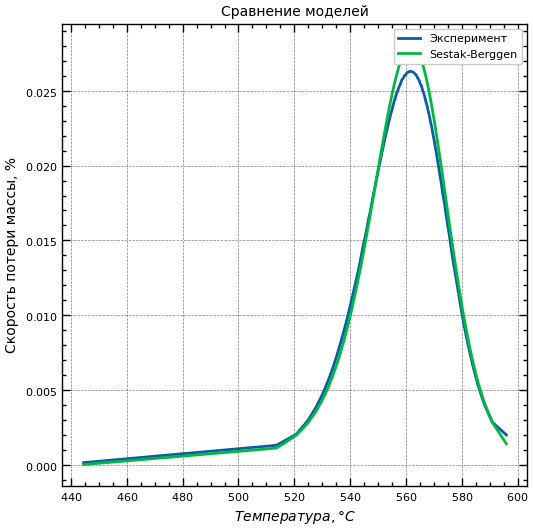 Сравнение моделей
Эксперимент
Sestak-Berggen
Скорость потери массы, %
0.025
0.020
0.015
0.010
0.005
0.000
440 460 480 500 520 540 560 580 600
Температура, °C